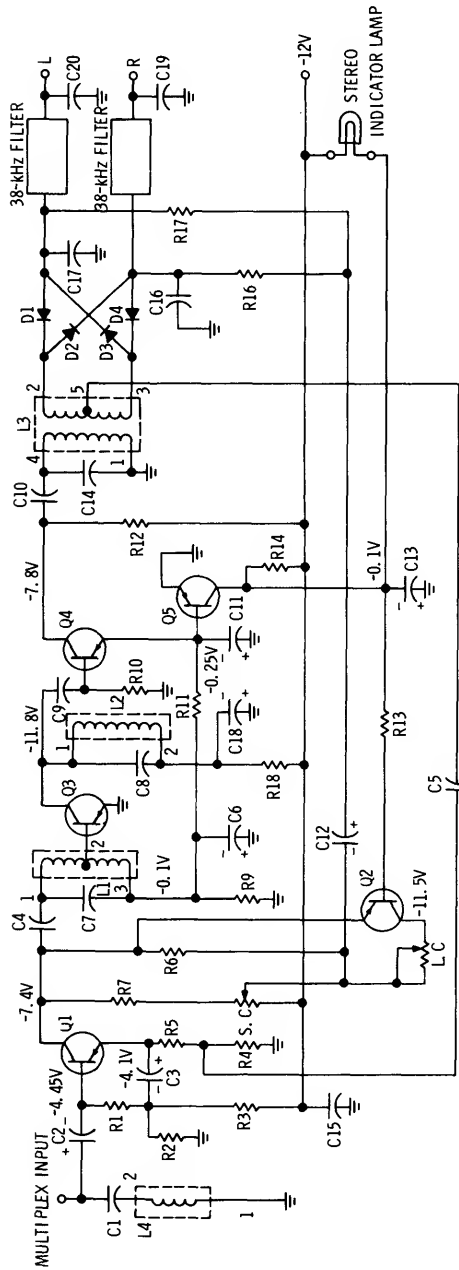 MULTIPLEX INPUT
C1
L4
2
1
+ C2 -
-4.45V
R1
R2
R3
C15
Q1
-7.4V
-4.1V
C3
- +
R5
R4
R7
S.C
C4
R6
L1
1
2
3
C7
-0.1V
C6
- +
R9
Q3
-11.8V
C9
1
L2
2
C8
R10
C18
- +
R18
Q4
-7.8V
R11
-0.25V
C11
- +
Q5
R12
R14
C10
C14
4
1
L3
2
5
3
D1
D2
D3
D4
C17
C16
R17
R16
38-kHz FILTER
38-kHz FILTER
L
C20
R
C19
-12V
STEREO
INDICATOR LAMP
-0.1V
C13
- +
R13
C12
- +
Q2
-11.5V
L C
C5